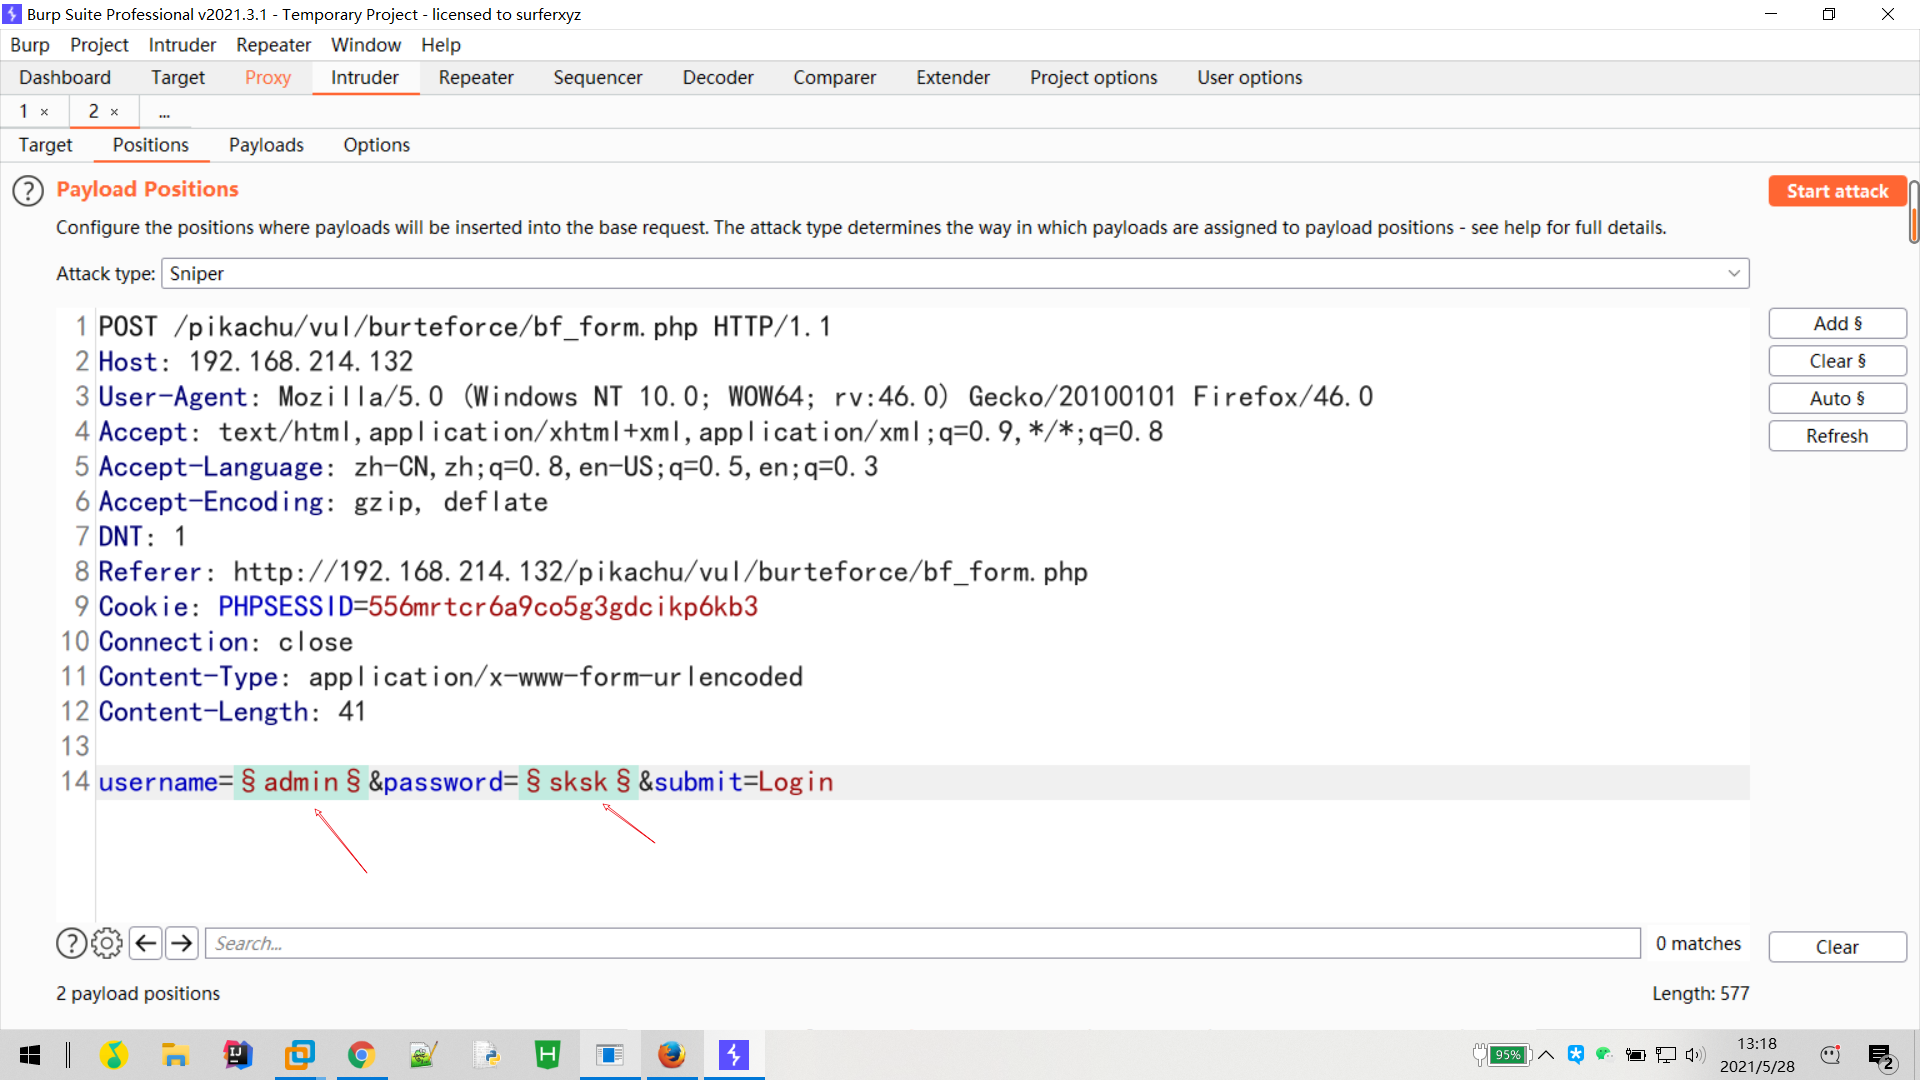 Burp Suite Professional v2021.3.1 - Temporary Project - licensed to surferxyz
Burp Project Intruder Repeater Window Help
Dashboard Target Proxy Intruder Repeater Sequencer Decoder Comparer Extender Project options User options
1 × 2 × ...
Target Positions Payloads Options
? Payload Positions
Start attack
Configure the positions where payloads will be inserted into the base request. The attack type determines the way in which payloads are assigned to payload positions - see help for full details.
Attack type: Sniper
1 POST /pikachu/vul/burteforce/bf_form.php HTTP/1.1
2 Host: 192.168.214.132
3 User-Agent: Mozilla/5.0 (Windows NT 10.0; WOW64; rv:46.0) Gecko/20100101 Firefox/46.0
4 Accept: text/html,application/xhtml+xml,application/xml;q=0.9,*/*;q=0.8
5 Accept-Language: zh-CN,zh;q=0.8,en-US;q=0.5,en;q=0.3
6 Accept-Encoding: gzip, deflate
7 DNT: 1
8 Referer: http://192.168.214.132/pikachu/vul/burteforce/bf_form.php
9 Cookie: PHPSESSID=556mrtcr6a9co5g3gdcikp6kb3
10 Connection: close
11 Content-Type: application/x-www-form-urlencoded
12 Content-Length: 41
13
14 username=§admin§&password=§sksk§&submit=Login
Add §
Clear §
Auto §
Refresh
? Search... 0 matches
Clear
2 payload positions
Length: 577
95%
13:18
2021/5/28
2